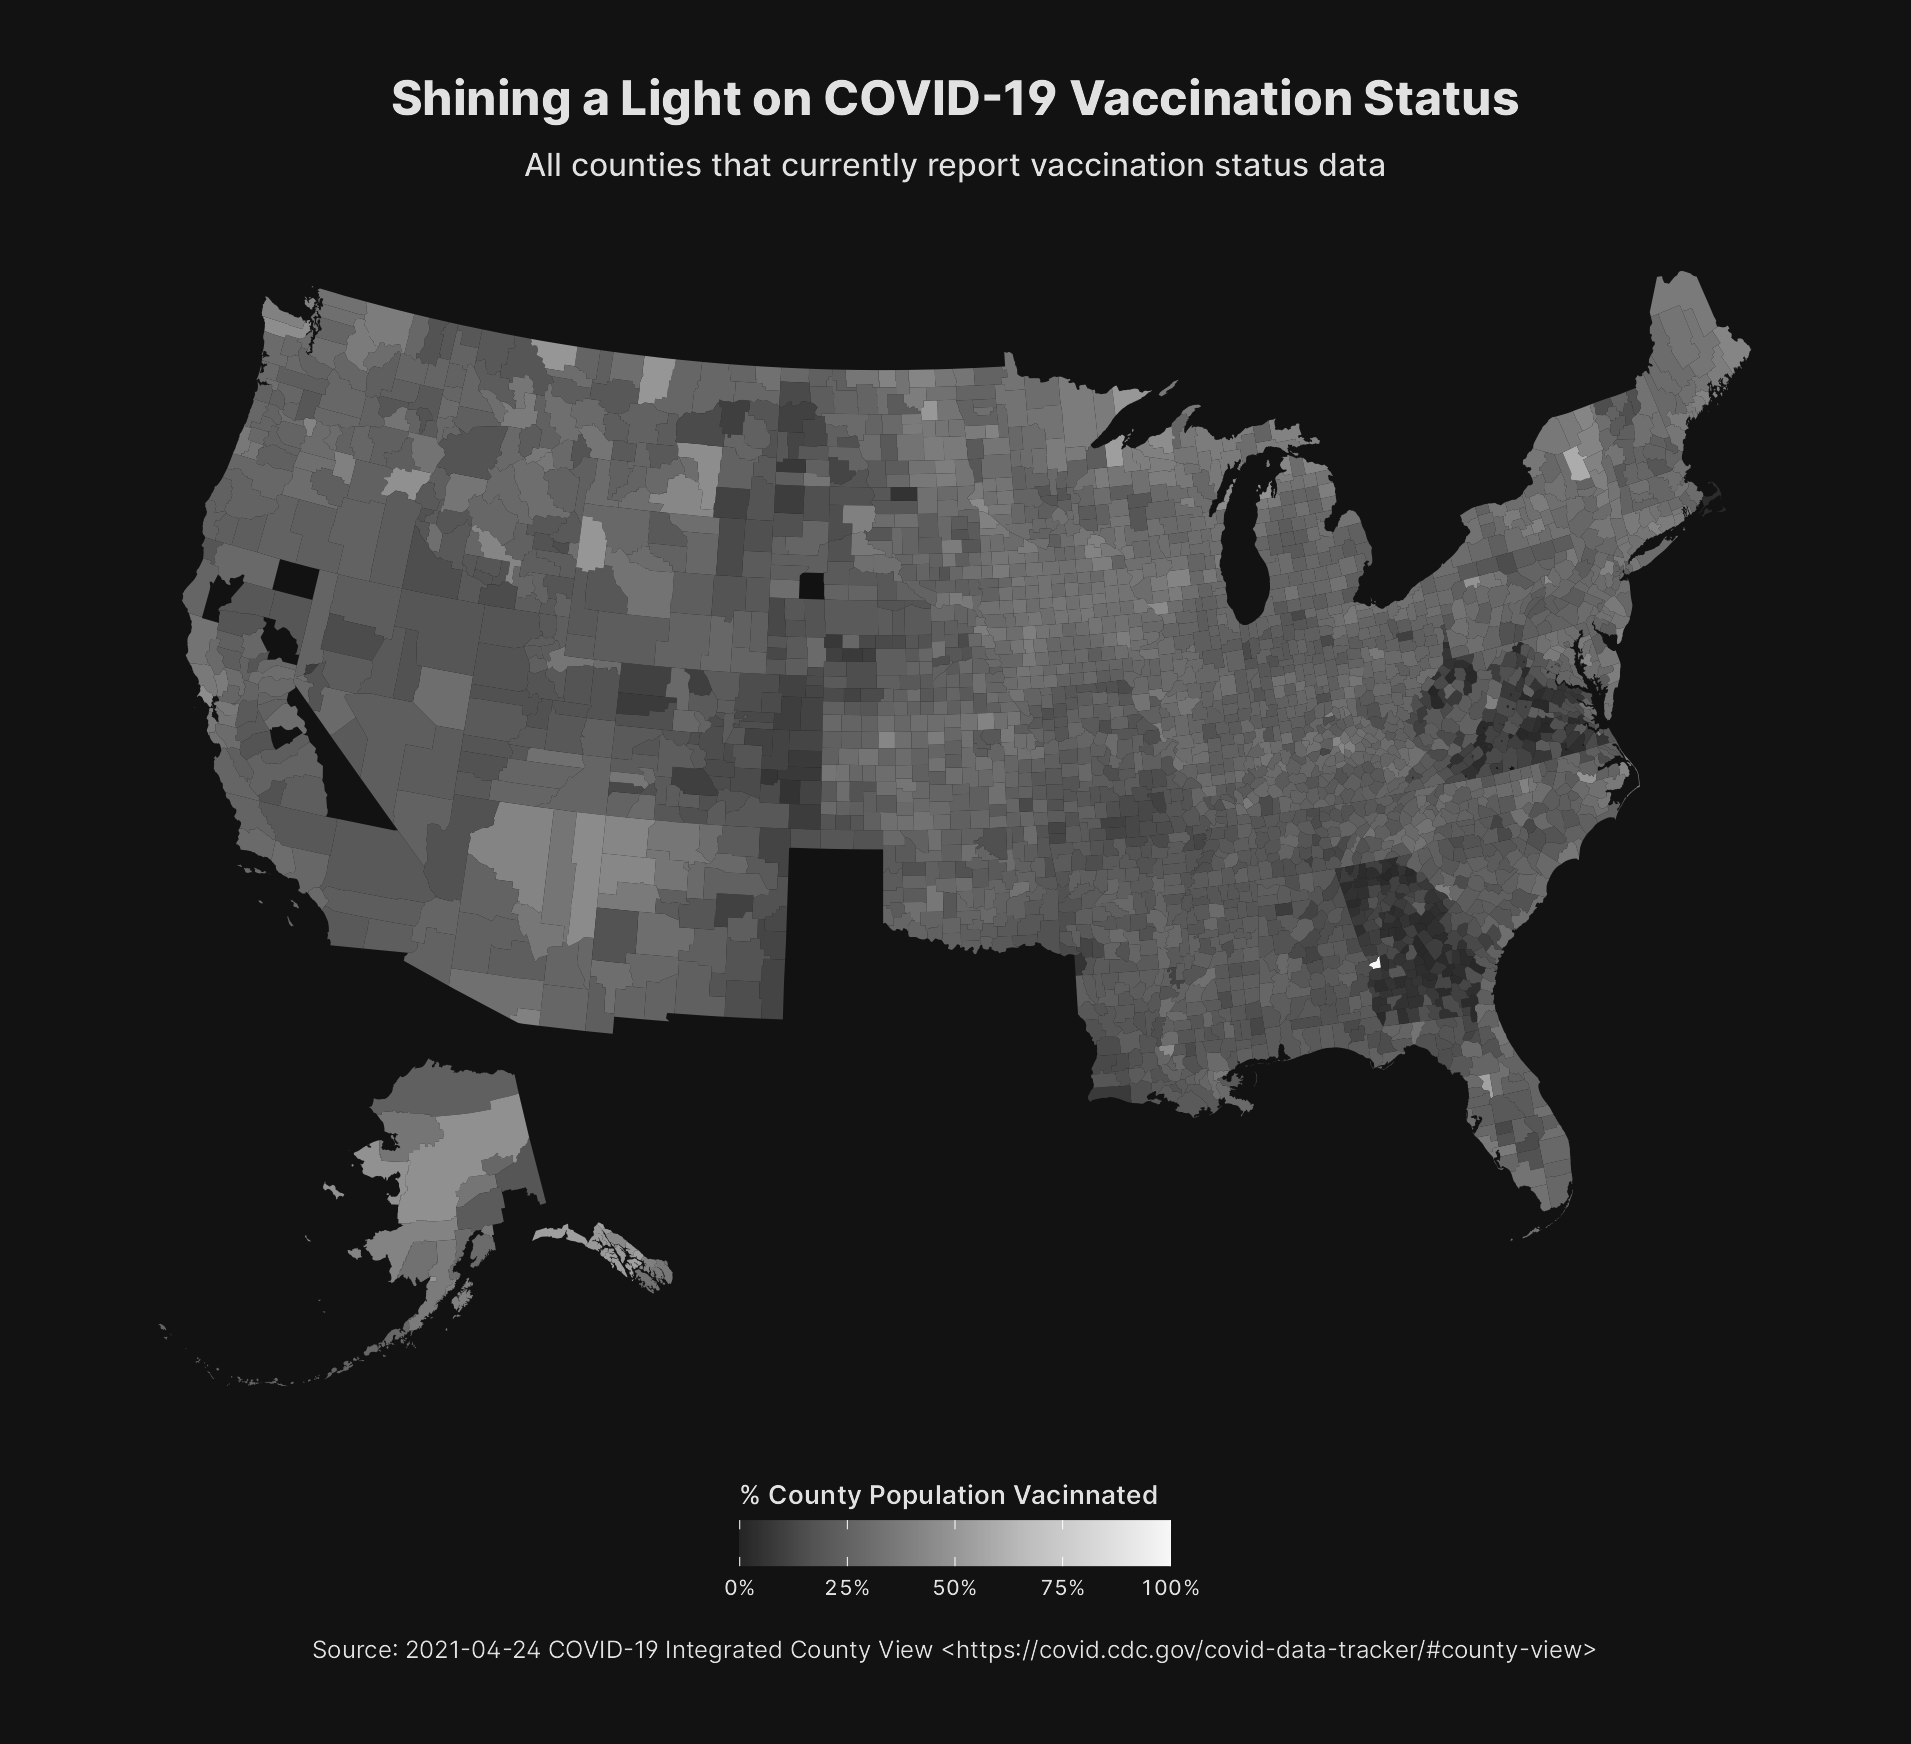 Shining a Light on COVID-19 Vaccination Status
All counties that currently report vaccination status data
% County Population Vacinnated
0% 25% 50% 75% 100%
Source: 2021-04-24 COVID-19 Integrated County View <https://covid.cdc.gov/covid-data-tracker/#county-view>